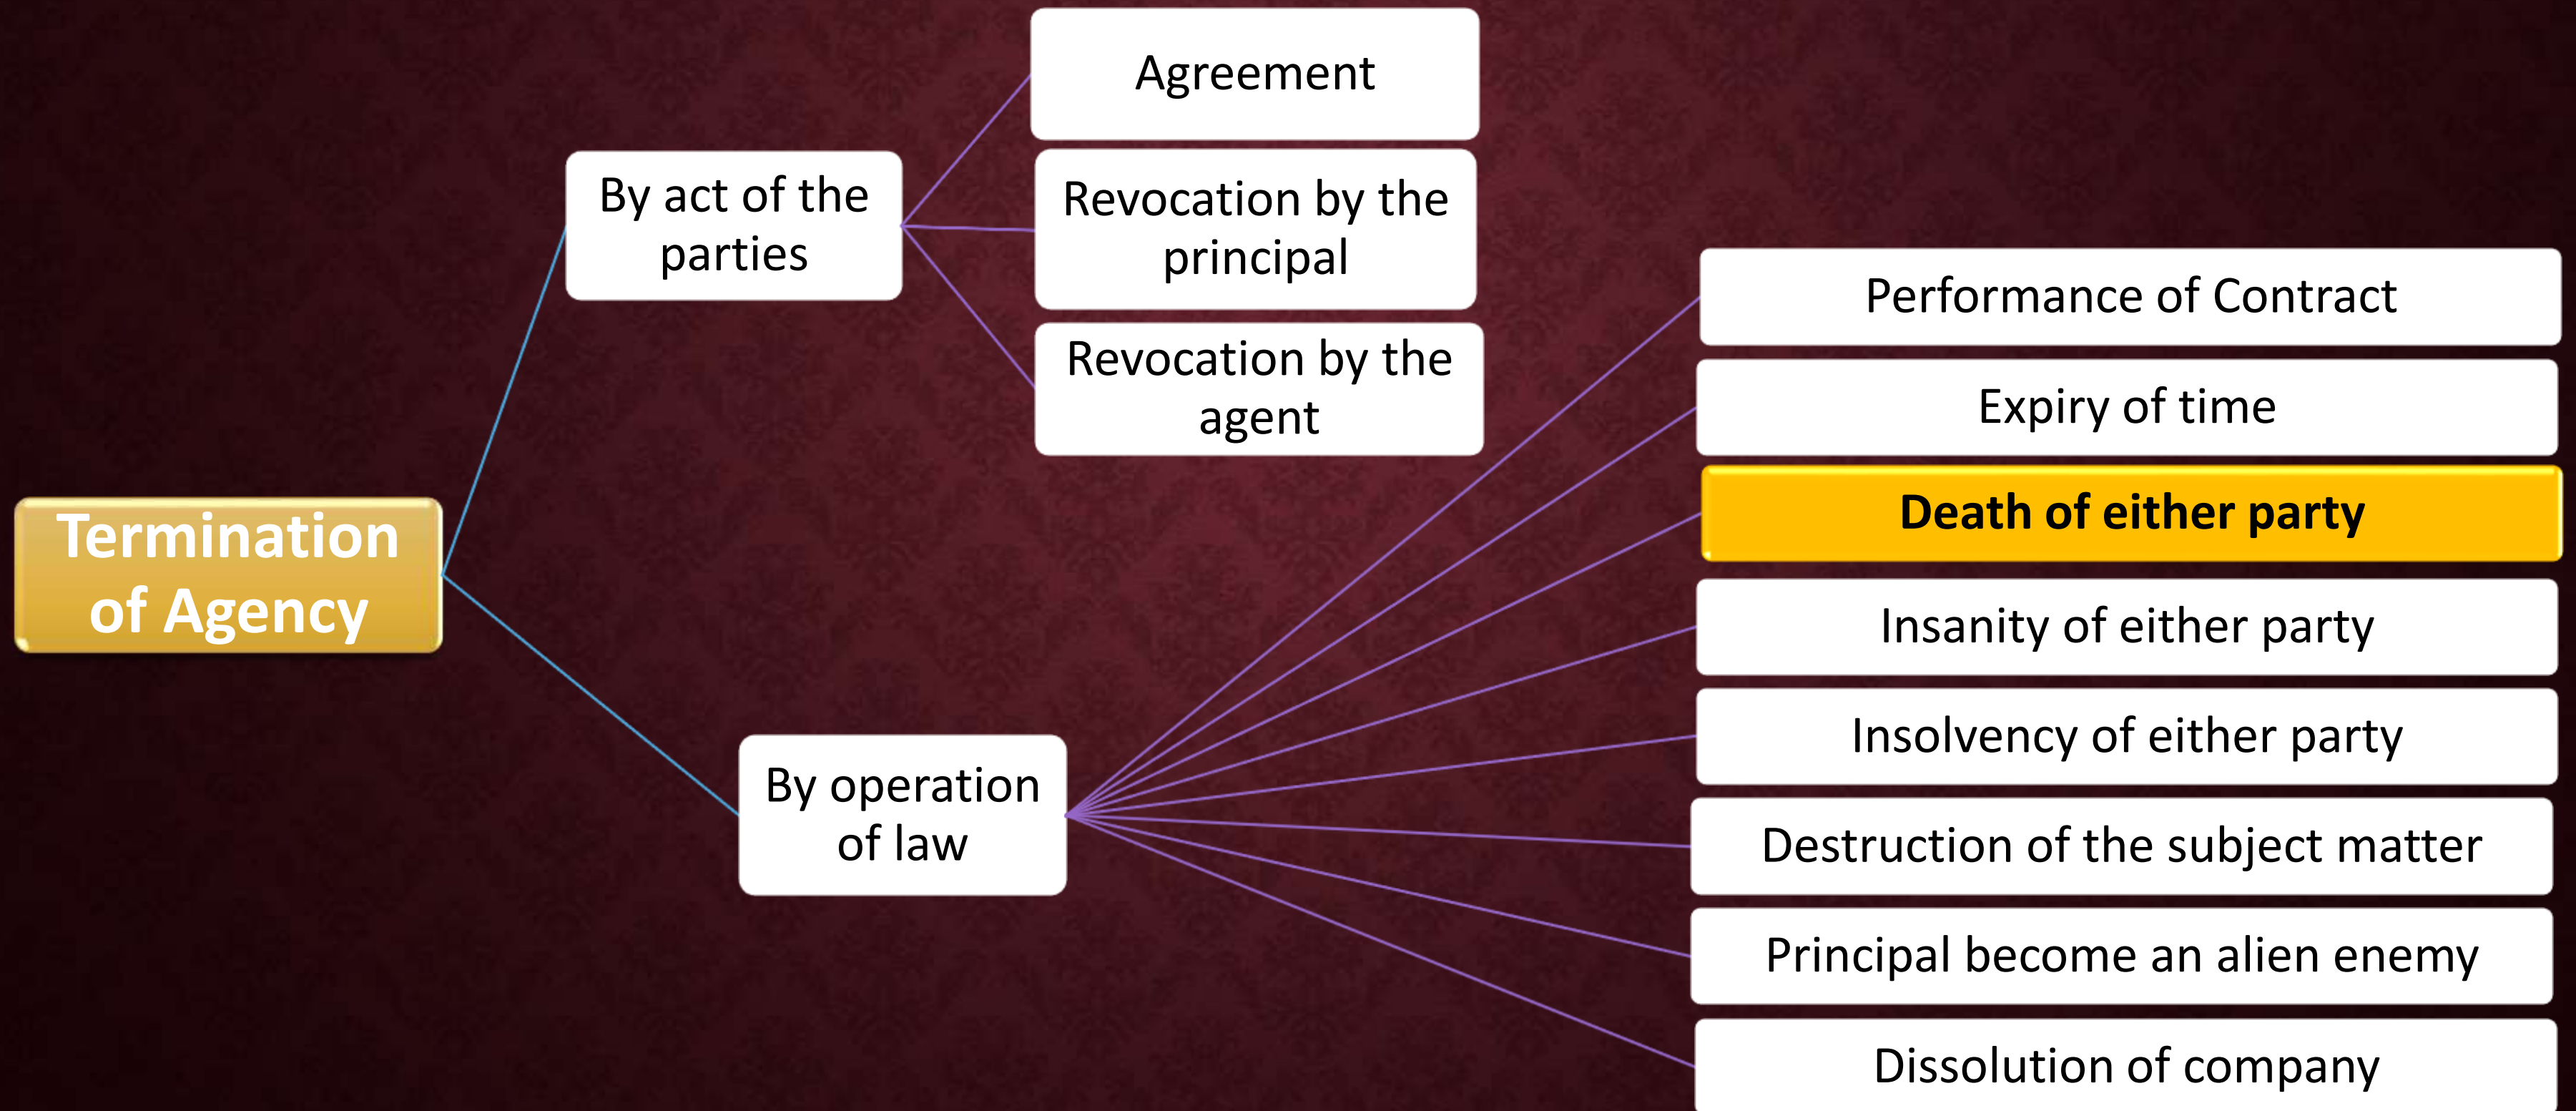 Termination
of Agency
By act of the
parties
Agreement
Revocation by the
principal
Revocation by the
agent
By operation
of law
Performance of Contract
Expiry of time
Death of either party
Insanity of either party
Insolvency of either party
Destruction of the subject matter
Principal become an alien enemy
Dissolution of company